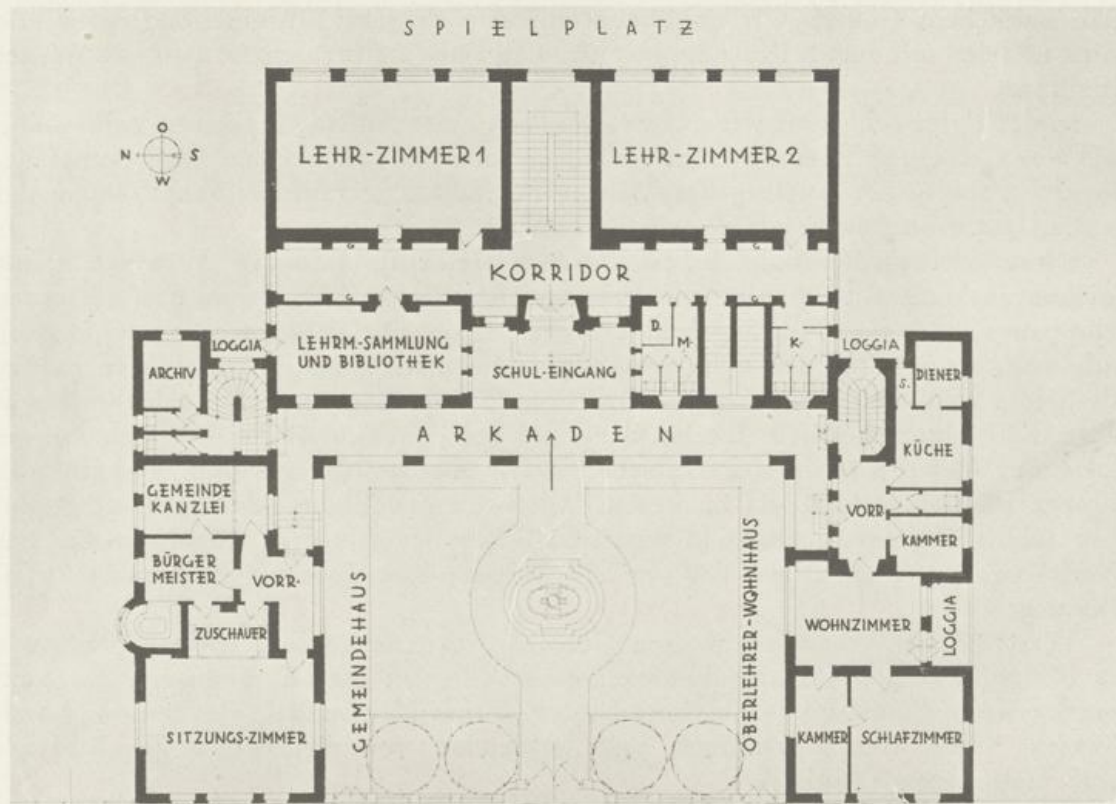 SPIELPLATZ
O
N S
W
LEHR-ZIMMER 1
LEHR-ZIMMER 2
G
G
KORRIDOR
G
G
LOGGIA
LEHRM-SAMMLUNG
UND BIBLIOTHEK
SCHUL-EINGANG
D.
M.
K.
LOGGIA
ARCHIV
S.
DIENER
ARKADEN
KÜCHE
GEMEINDE
KANZLEI
VORR.
KAMMER
BÜRGER
MEISTER
VORR.
ZUSCHAUER
GEMEINDEHAUS
OBERLEHRER-WOHNHAUS
WOHNZIMMER
LOGGIA
SITZUNGS-ZIMMER
KAMMER
SCHLAFZIMMER